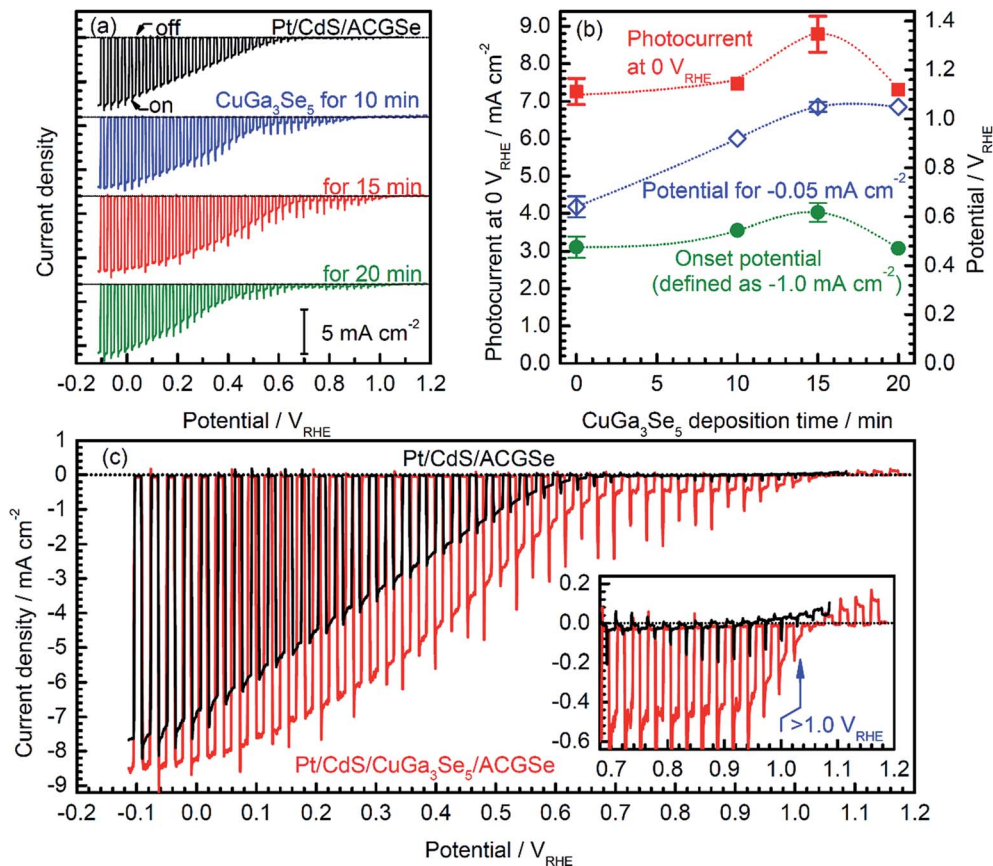 (a)
off
Pt/CdS/ACGSe
on
CuGa3Se5 for 10 min
for 15 min
for 20 min
5 mA cm-2
Current density
-0.2 0.0 0.2 0.4 0.6 0.8 1.0 1.2
Potential / VRHE
(b)
Photocurrent
at 0 VRHE
Potential for -0.05 mA cm-2
Onset potential
(defined as -1.0 mA cm-2)
Photocurrent at 0 VRHE / mA cm-2
9.0
8.0
7.0
6.0
5.0
4.0
3.0
2.0
1.0
0.0
1.4
1.2
1.0
0.8
0.6
0.4
0.2
0.0
Potential / VRHE
0 5 10 15 20
CuGa3Se5 deposition time / min
(c)
Pt/CdS/ACGSe
Current density / mA cm-2
1
0
-1
-2
-3
-4
-5
-6
-7
-8
-9
Pt/CdS/CuGa3Se5/ACGSe
0.2
0.0
-0.2
-0.4
-0.6
>1.0 VRHE
0.7 0.8 0.9 1.0 1.1 1.2
-0.2 -0.1 0.0 0.1 0.2 0.3 0.4 0.5 0.6 0.7 0.8 0.9 1.0 1.1 1.2
Potential / VRHE